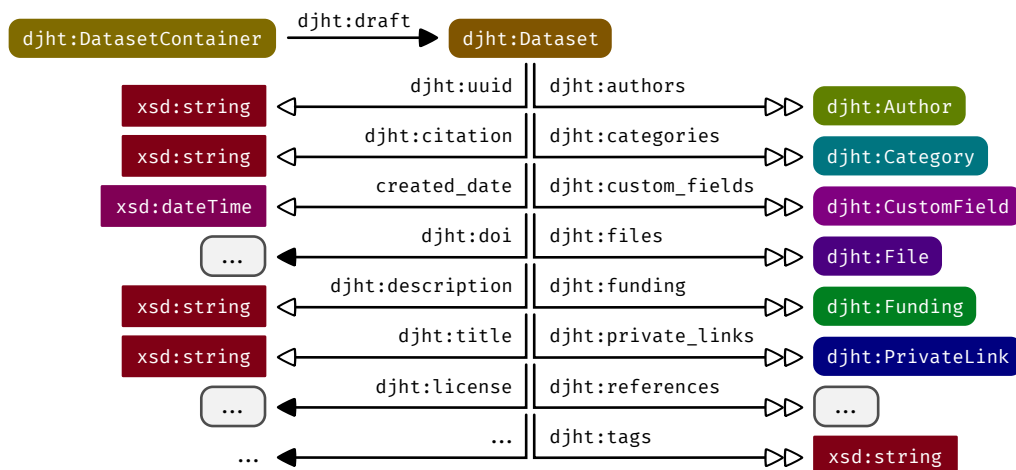 djht:draft
djht:DatasetContainer djht:Dataset
djht:uuid djht:authors
xsd:string djht:Author
djht:citation djht:categories
xsd:string djht:Category
created_date djht:custom_fields
xsd:dateTime djht:CustomField
djht:doi djht:files
... djht:File
djht:description djht:funding
xsd:string djht:Funding
djht:title djht:private_links
xsd:string djht:PrivateLink
djht:license djht:references
... ...
... djht:tags
... xsd:string